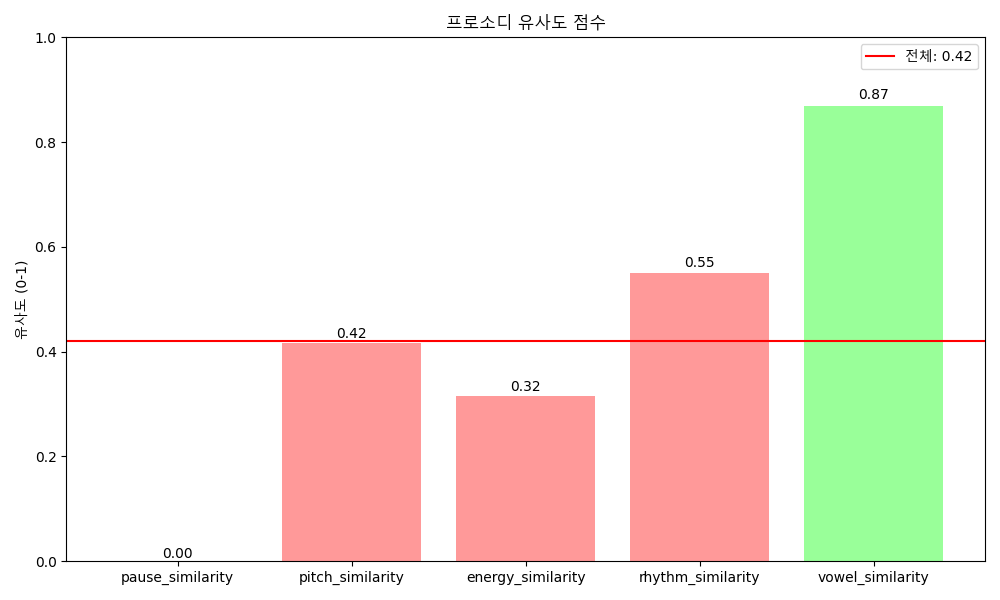 프로소디 유사도 점수
전체: 0.42
유사도 (0-1)
1.0
0.8
0.6
0.4
0.2
0.0
0.00
0.42
0.32
0.55
0.87
pause_similarity
pitch_similarity
energy_similarity
rhythm_similarity
vowel_similarity